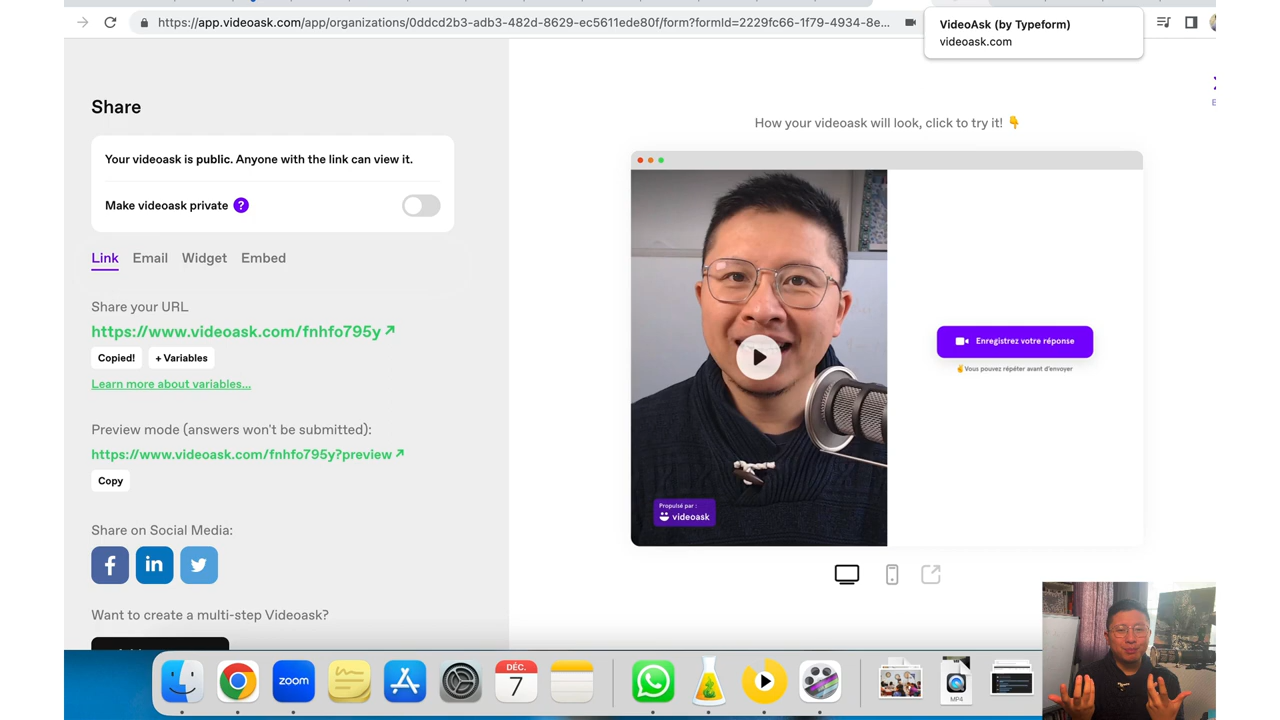 https://app.videoask.com/app/organizations/0ddcd2b3-adb3-482d-8629-ec5611ede80f/form?formId=2229fc66-1f79-4934-8e...
VideoAsk (by Typeform)
videoask.com
Share
Your videoask is public. Anyone with the link can view it.
Make videoask private ?
Link Email Widget Embed
Share your URL
https://www.videoask.com/fnhfo795y
Copied! + Variables
Learn more about variables...
Preview mode (answers won't be submitted):
https://www.videoask.com/fnhfo795y?preview
Copy
Share on Social Media:
f in
Want to create a multi-step Videoask?
How your videoask will look, click to try it! 👇
Enregistrez votre réponse
✌️Vous pouvez répéter avant d'envoyer
Propulsé par :
videoask
zoom
DÉC.
7
MP4